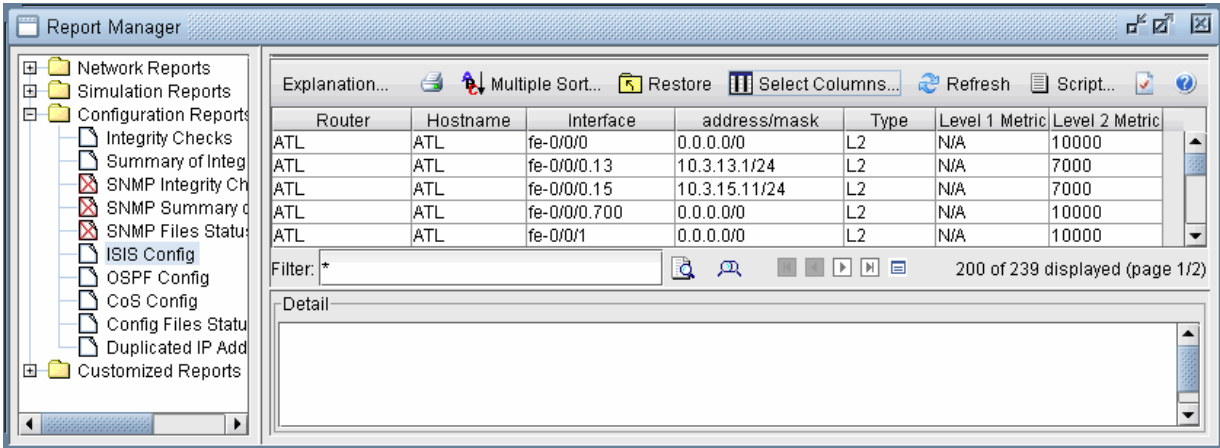 Report Manager
Network Reports
Simulation Reports
Configuration Reports
Integrity Checks
Summary of Integ
SNMP Integrity Ch
SNMP Summary
SNMP Files Status
ISIS Config
OSPF Config
CoS Config
Config Files Statu
Duplicated IP Add
Customized Reports
Explanation... Multiple Sort... Restore Select Columns... Refresh Script...
Router Hostname Interface address/mask Type Level 1 Metric Level 2 Metric
ATL ATL fe-0/0/0 0.0.0.0/0 L2 N/A 10000
ATL ATL fe-0/0/0.13 10.3.13.1/24 L2 N/A 7000
ATL ATL fe-0/0/0.15 10.3.15.11/24 L2 N/A 7000
ATL ATL fe-0/0/0.700 0.0.0.0/0 L2 N/A 10000
ATL ATL fe-0/0/1 0.0.0.0/0 L2 N/A 10000
Filter: * 200 of 239 displayed (page 1/2)
Detail